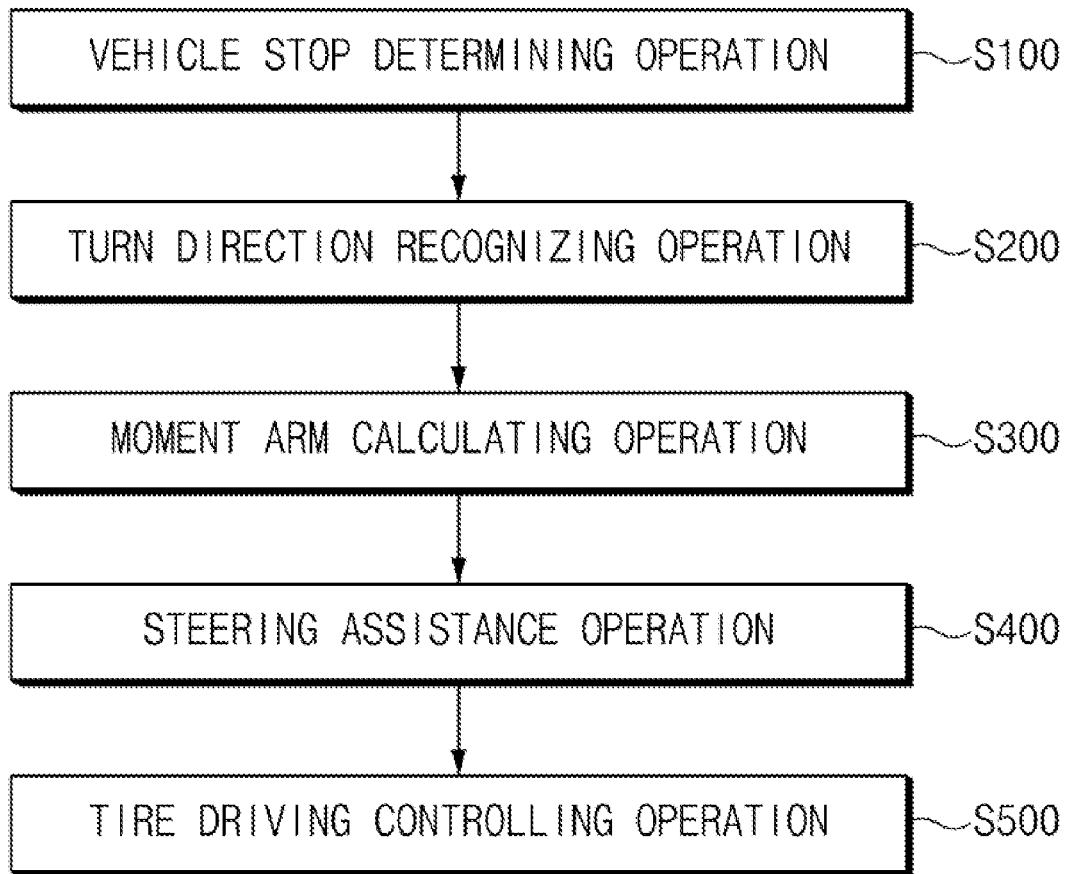 VEHICLE STOP DETERMINING OPERATION S100
TURN DIRECTION RECOGNIZING OPERATION S200
MOMENT ARM CALCULATING OPERATION S300
STEERING ASSISTANCE OPERATION S400
TIRE DRIVING CONTROLLING OPERATION S500